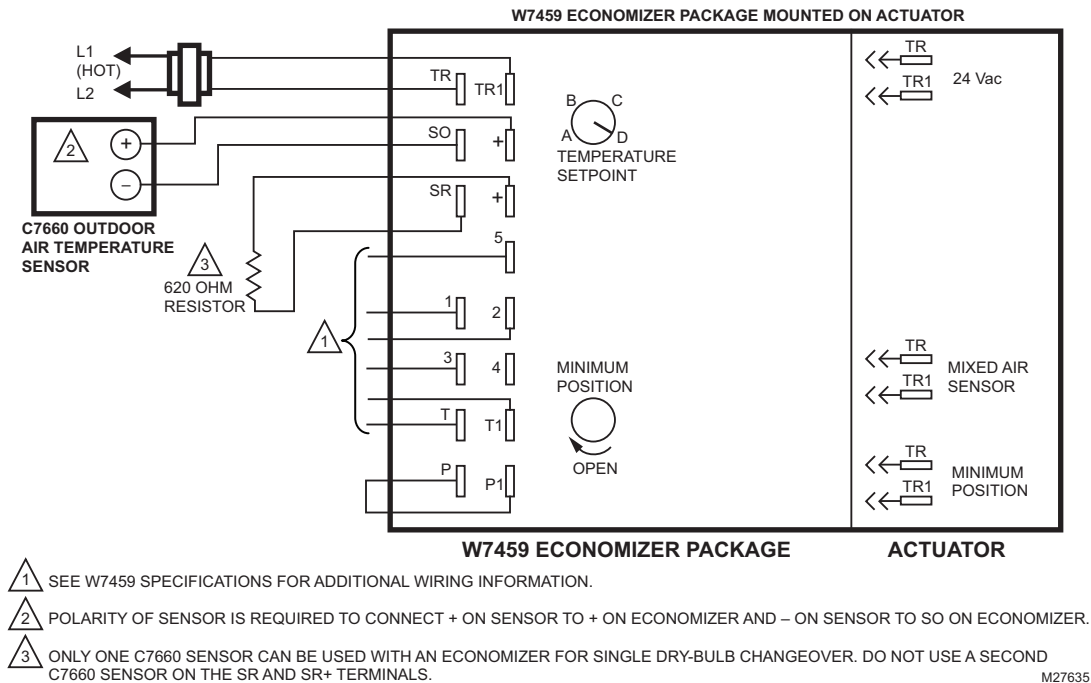 W7459 ECONOMIZER PACKAGE MOUNTED ON ACTUATOR
L1
(HOT)
L2
TR
TR1
2
+
–
C7660 OUTDOOR
AIR TEMPERATURE
SENSOR
SO
+
SR
+
3
620 OHM
RESISTOR
5
1
1
2
3
4
T
T1
P
P1
B
C
A
D
TEMPERATURE
SETPOINT
MINIMUM
POSITION
OPEN
TR
TR1
24 Vac
TR
TR1
MIXED AIR
SENSOR
TR
TR1
MINIMUM
POSITION
W7459 ECONOMIZER PACKAGE
ACTUATOR
1 SEE W7459 SPECIFICATIONS FOR ADDITIONAL WIRING INFORMATION.
2 POLARITY OF SENSOR IS REQUIRED TO CONNECT + ON SENSOR TO + ON ECONOMIZER AND – ON SENSOR TO SO ON ECONOMIZER.
3 ONLY ONE C7660 SENSOR CAN BE USED WITH AN ECONOMIZER FOR SINGLE DRY-BULB CHANGEOVER. DO NOT USE A SECOND
C7660 SENSOR ON THE SR AND SR+ TERMINALS.
M27635